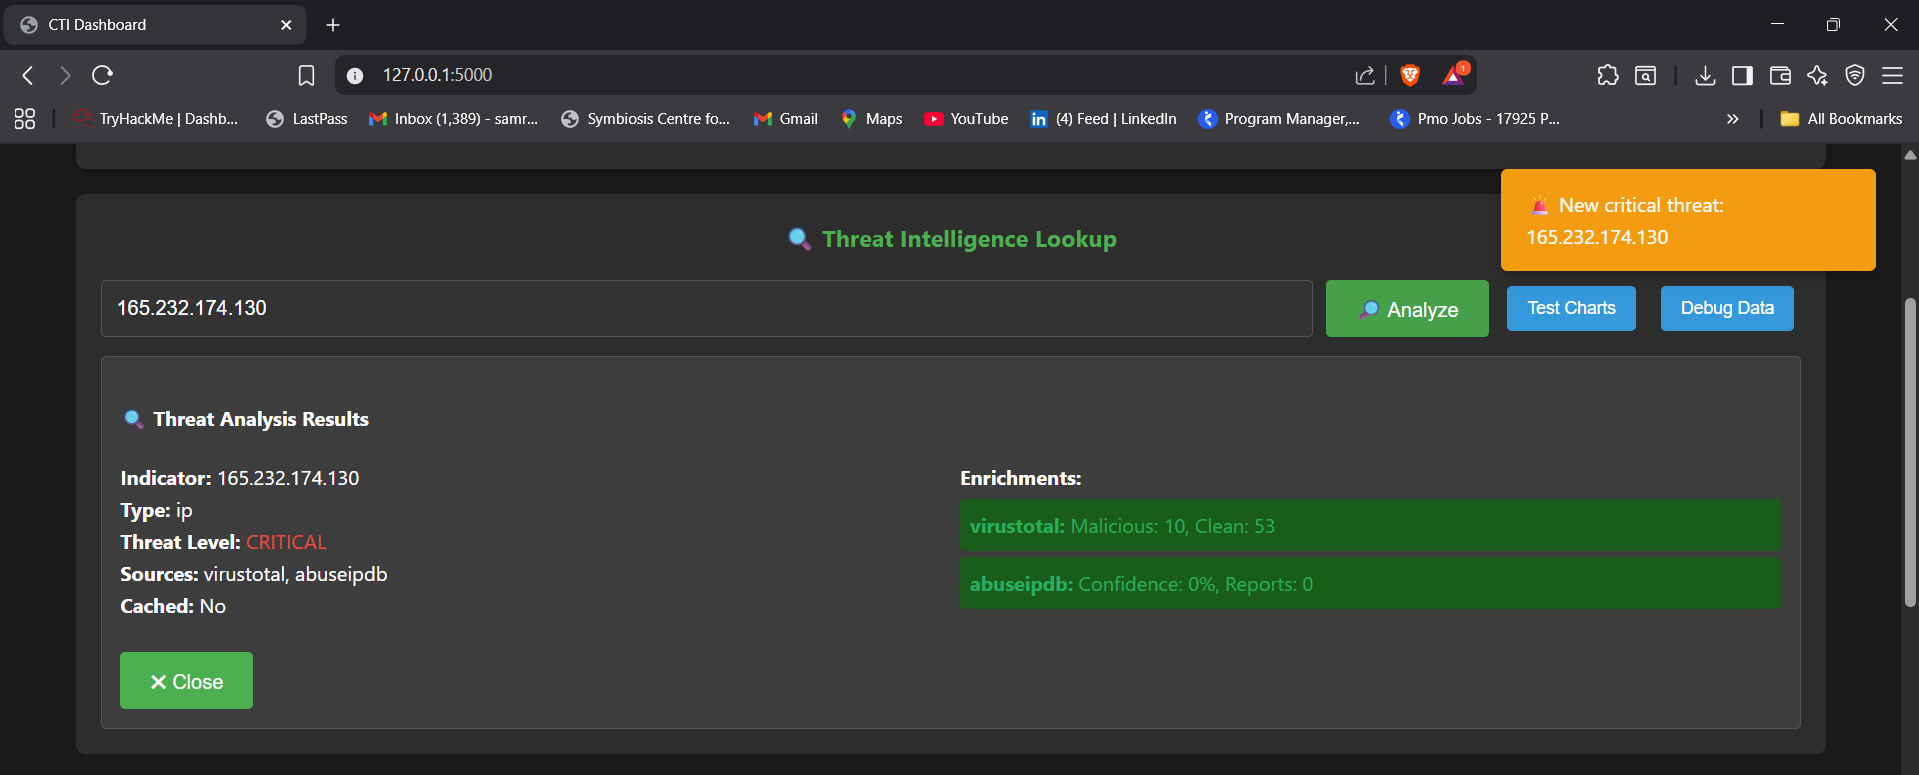 CTI Dashboard
127.0.0.1:5000
1
TryHackMe | Dashb...
LastPass
Inbox (1,389) - samr...
Symbiosis Centre fo...
Gmail
Maps
YouTube
(4) Feed | LinkedIn
Program Manager,...
Pmo Jobs - 17925 P...
All Bookmarks
New critical threat:
165.232.174.130
Threat Intelligence Lookup
165.232.174.130
Analyze
Test Charts
Debug Data
Threat Analysis Results
Indicator: 165.232.174.130
Type: ip
Threat Level: CRITICAL
Sources: virustotal, abuseipdb
Cached: No
Enrichments:
virustotal: Malicious: 10, Clean: 53
abuseipdb: Confidence: 0%, Reports: 0
Close